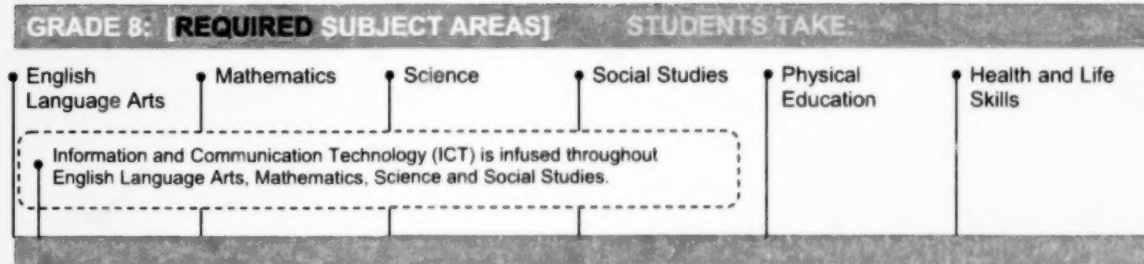 GRADE 8: [REQUIRED SUBJECT AREAS] STUDENTS TAKE:
English
Language Arts
Mathematics
Science
Social Studies
Physical
Education
Health and Life
Skills
Information and Communication Technology (ICT) is infused throughout
English Language Arts, Mathematics, Science and Social Studies.